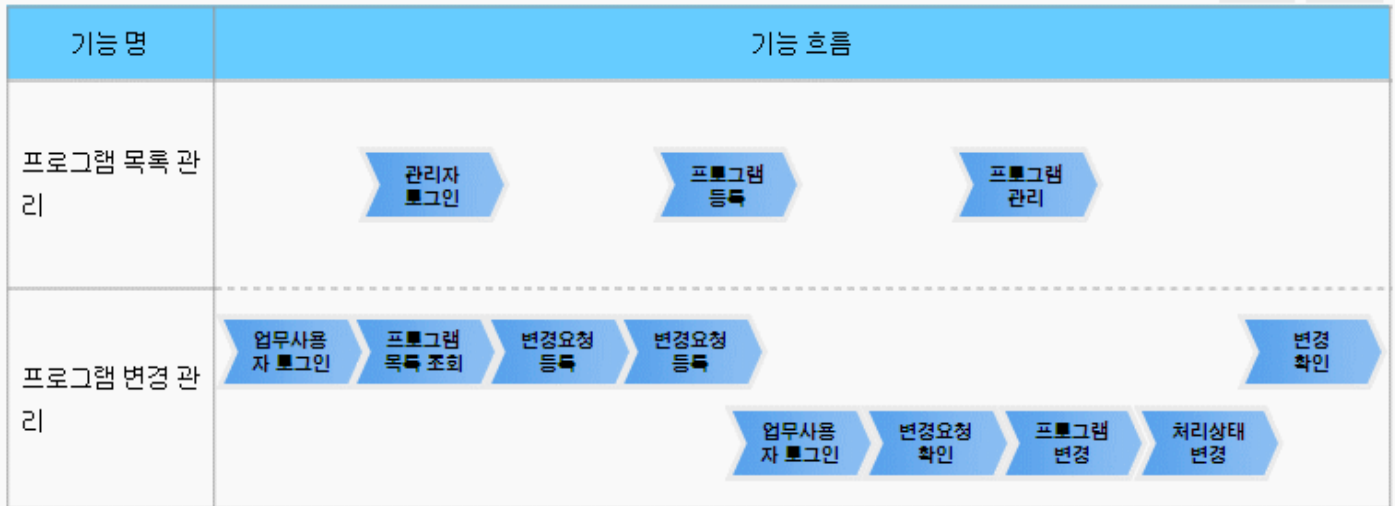 기능 명
기능 흐름
프로그램 목록 관
리
관리자
로그인
프로그램
등록
프로그램
관리
프로그램 변경 관
리
업무사용
자 로그인
프로그램
목록 조회
변경요청
등록
변경요청
등록
변경
확인
업무사용
자 로그인
변경요청
확인
프로그램
변경
처리상태
변경